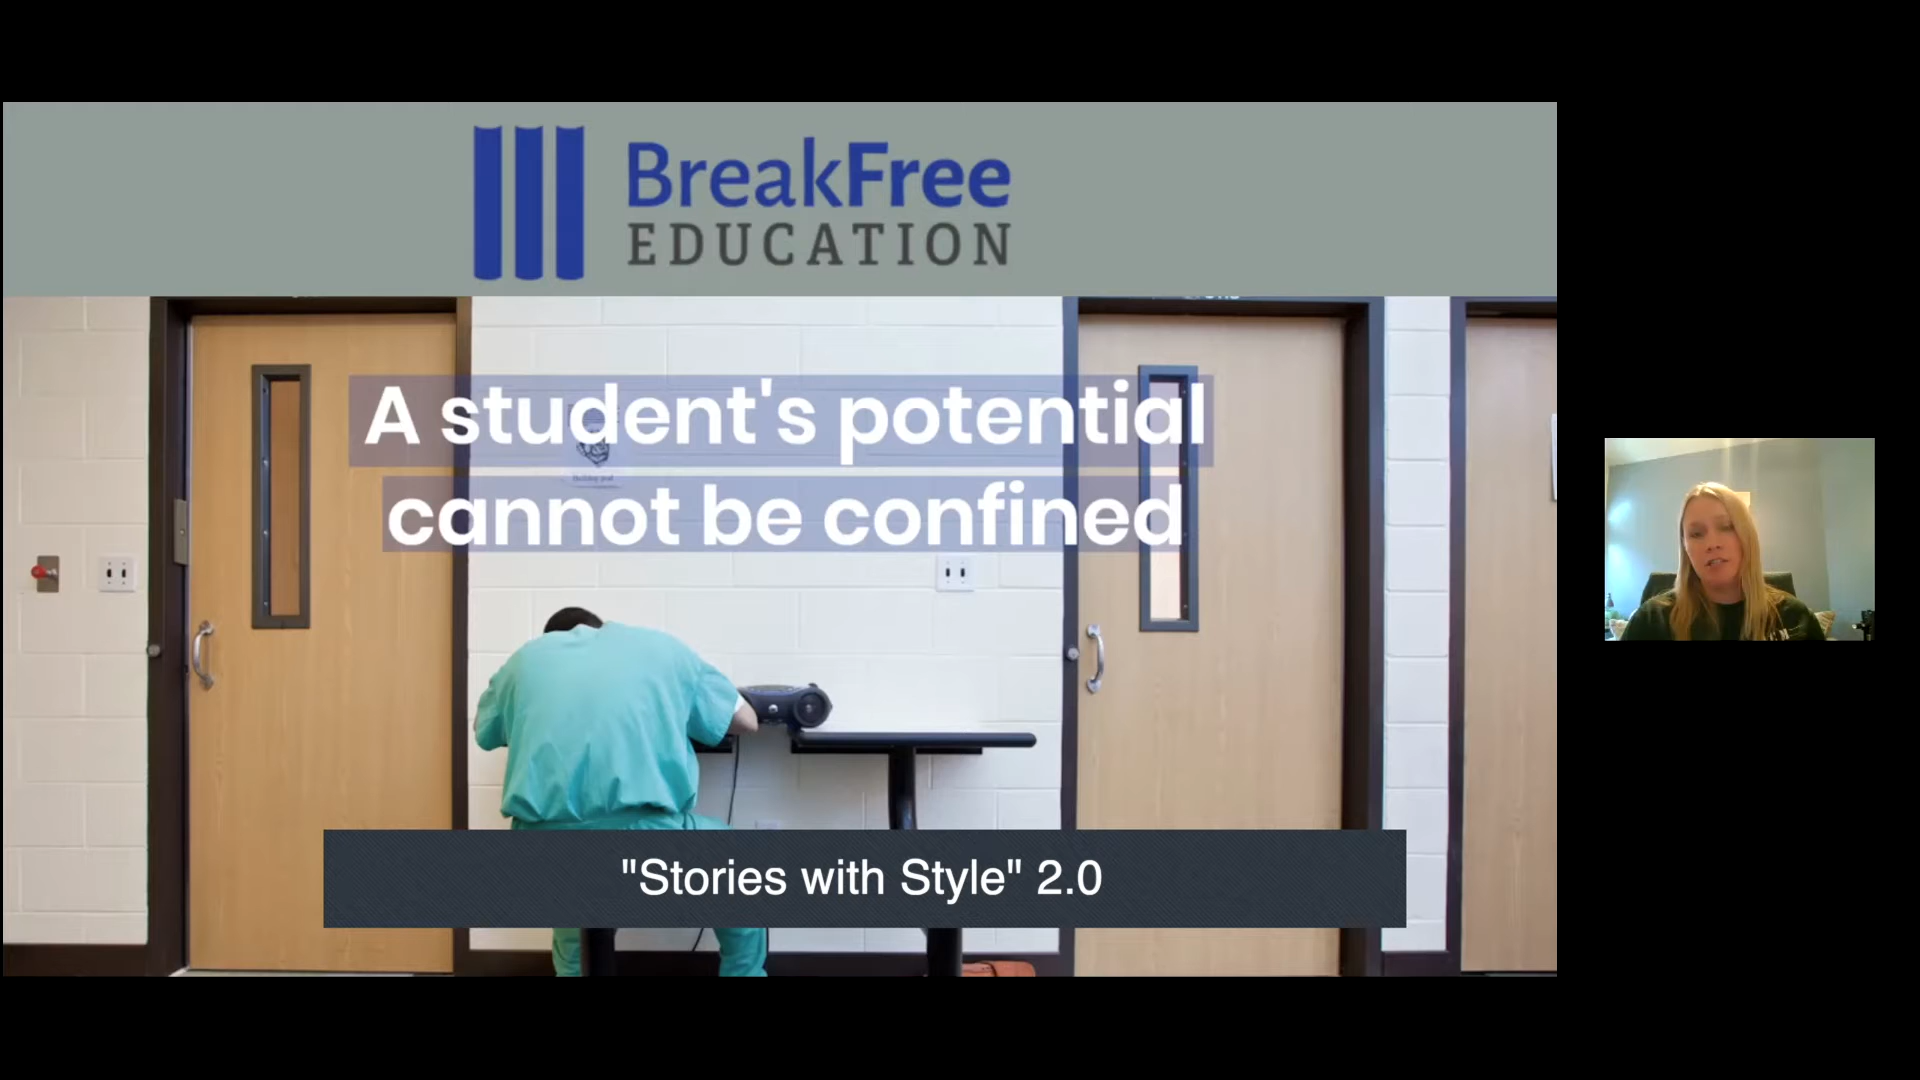 BreakFree
EDUCATION
A student's potential
cannot be confined
"Stories with Style" 2.0